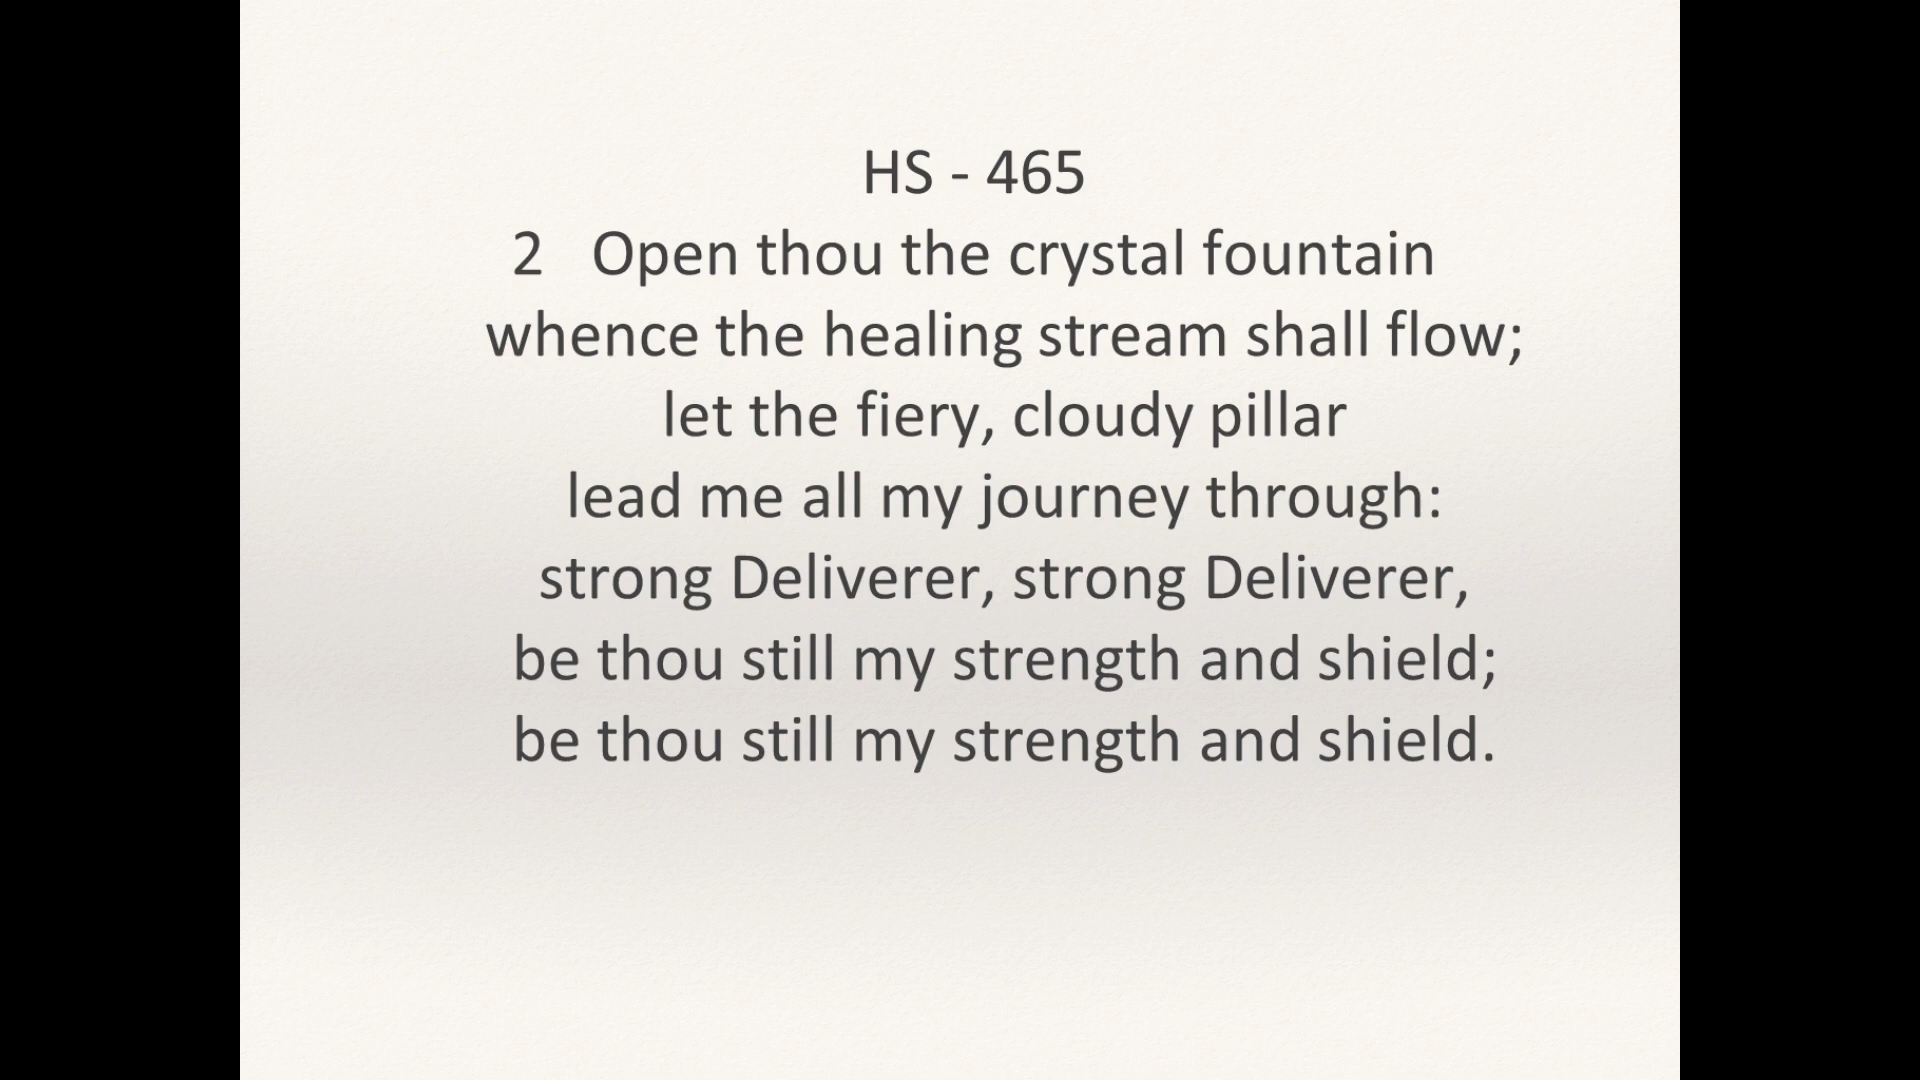 HS - 465
2 Open thou the crystal fountain
whence the healing stream shall flow;
let the fiery, cloudy pillar
lead me all my journey through:
strong Deliverer, strong Deliverer,
be thou still my strength and shield;
be thou still my strength and shield.